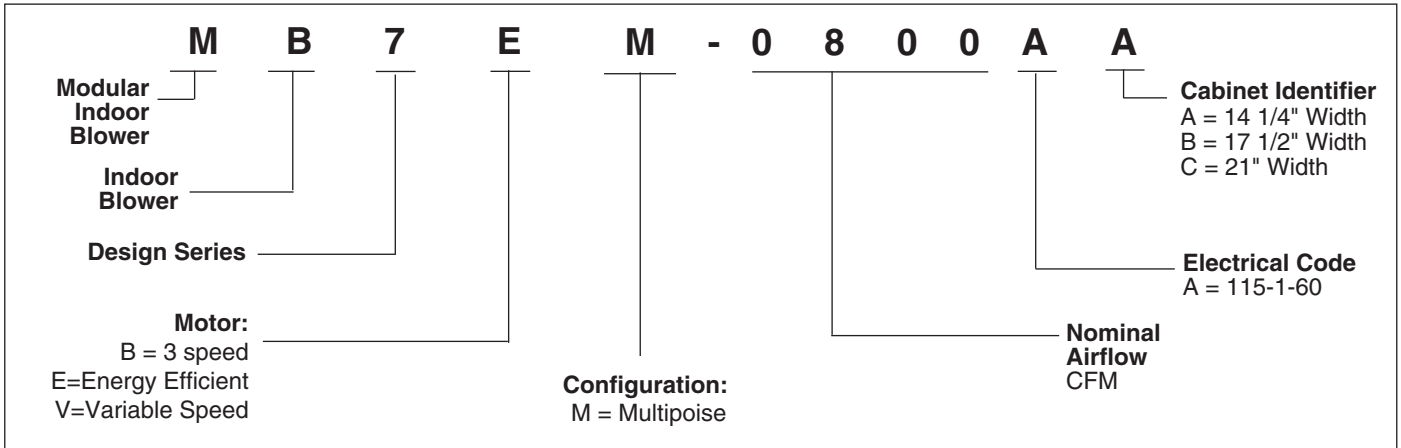 M B 7 E M - 0 8 0 0 A A
Modular
Indoor
Blower
Indoor
Blower
Design Series
Motor:
B = 3 speed
E=Energy Efficient
V=Variable Speed
Configuration:
M = Multipoise
Nominal
Airflow
CFM
Electrical Code
A = 115-1-60
Cabinet Identifier
A = 14 1/4" Width
B = 17 1/2" Width
C = 21" Width